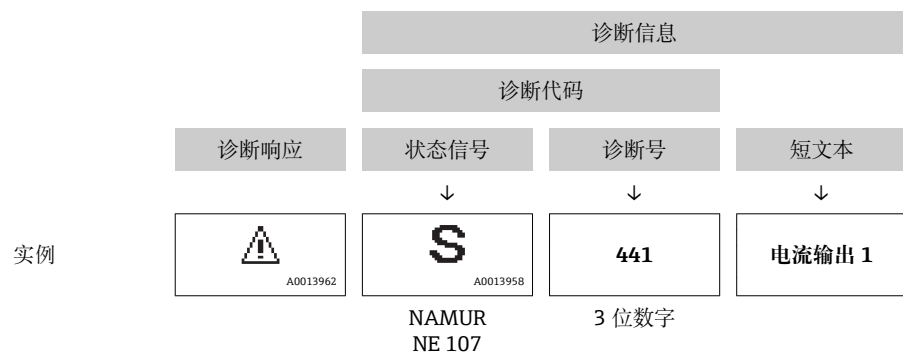 诊断信息
诊断代码
诊断响应 状态信号 诊断号 短文本
↓ ↓ ↓
实例 S 441 电流输出 1
A0013962 A0013958
NAMUR 3 位数字
NE 107